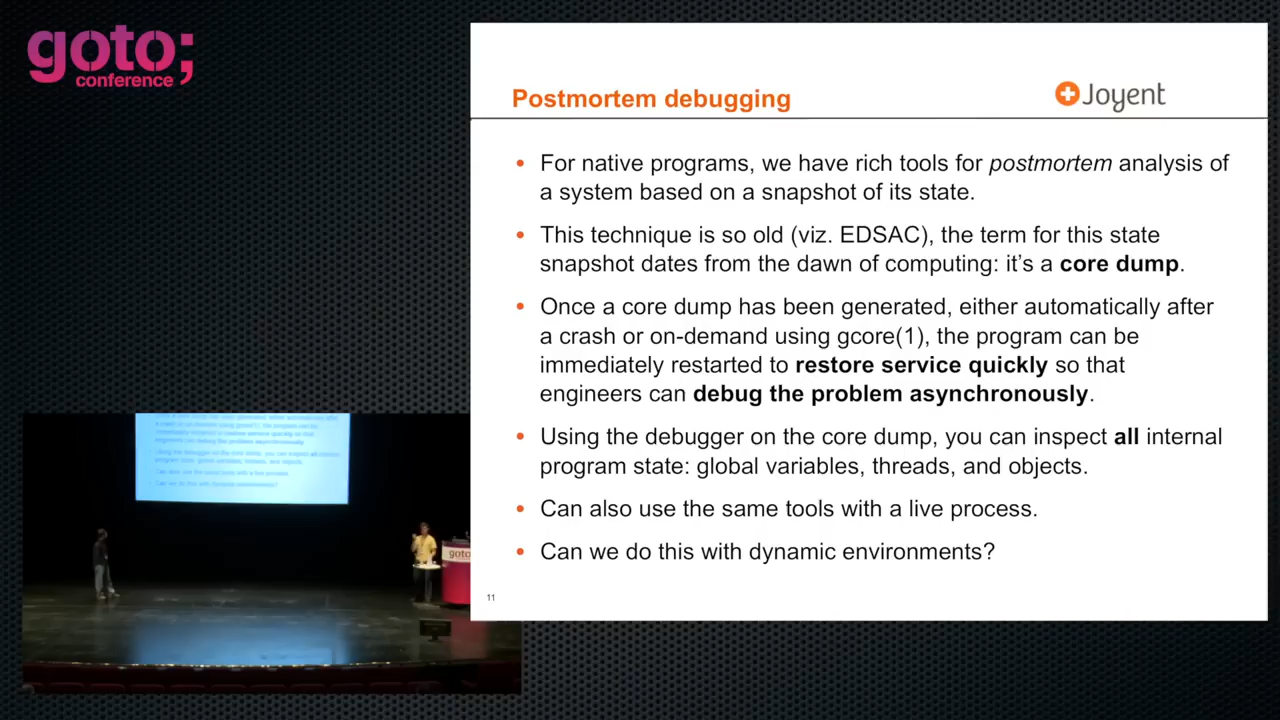 goto;
conference
Postmortem debugging
Joyent
• For native programs, we have rich tools for postmortem analysis of
a system based on a snapshot of its state.
• This technique is so old (viz. EDSAC), the term for this state
snapshot dates from the dawn of computing: it's a core dump.
• Once a core dump has been generated, either automatically after
a crash or on-demand using gcore(1), the program can be
immediately restarted to restore service quickly so that
engineers can debug the problem asynchronously.
• Using the debugger on the core dump, you can inspect all internal
program state: global variables, threads, and objects.
• Can also use the same tools with a live process.
• Can we do this with dynamic environments?
11
goto